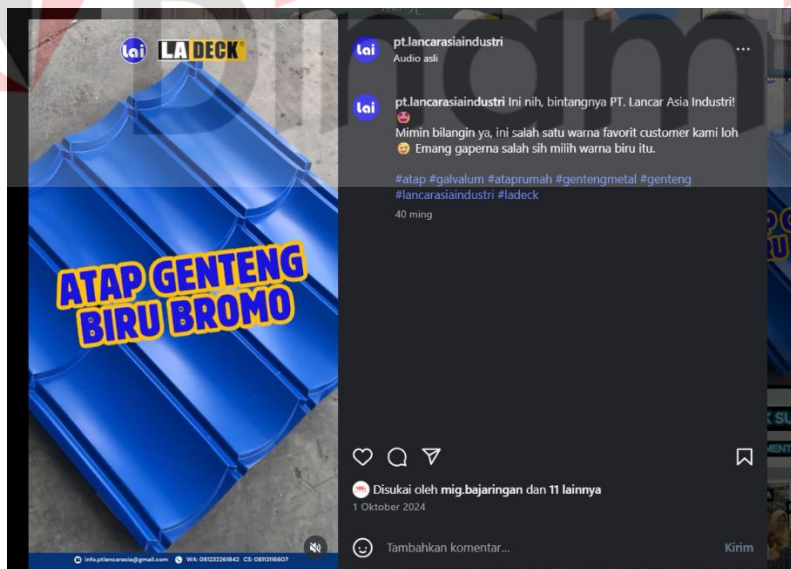 lai LADECK
ATAP GENTENG
BIRU BROMO
info.ptlancarasia@gmail.com WA: 081232261842 CS: 08113116607
lai
pt.lancarasiaindustri
Audio asli
lai
pt.lancarasiaindustri Ini nih, bintangnya PT. Lancar Asia Industri!
🤩
Mimin bilangin ya, ini salah satu warna favorit customer kami loh
😉 Emang gaperna salah sih milih warna biru itu.
#atap #galvalum #ataprumah #gentengmetal #genteng
#lancarasiaindustri #ladeck
40 ming
Disukai oleh mig.bajaringan dan 11 lainnya
1 Oktober 2024
Tambahkan komentar...
Kirim
Dinam